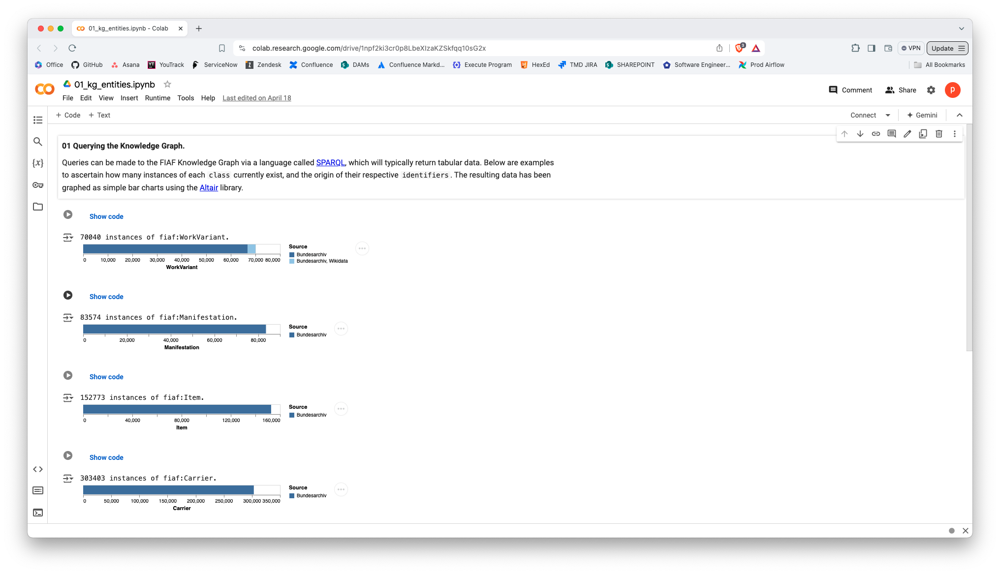 01_kg_entities.ipynb - Colab
colab.research.google.com/drive/1npf2ki3cr0p8LbeXIzaKZSkfqq10sG2x
3
VPN
Update
Office GitHub Asana YouTrack ServiceNow Zendesk Confluence DAMs Confluence Markd... Execute Program HexEd TMD JIRA SHAREPOINT Software Engineer... Prod Airflow All Bookmarks
01_kg_entities.ipynb
File Edit View Insert Runtime Tools Help Last edited on April 18
Comment Share P
+ Code + Text
Connect Gemini
01 Querying the Knowledge Graph.
Queries can be made to the FIAF Knowledge Graph via a language called SPARQL, which will typically return tabular data. Below are examples
to ascertain how many instances of each class currently exist, and the origin of their respective identifiers. The resulting data has been
graphed as simple bar charts using the Altair library.
Show code
70040 instances of fiaf:WorkVariant.
0 10,000 20,000 30,000 40,000 50,000 60,000 70,000 80,000
WorkVariant
Source
Bundesarchiv
Bundesarchiv, Wikidata
Show code
83574 instances of fiaf:Manifestation.
0 20,000 40,000 60,000 80,000
Manifestation
Source
Bundesarchiv
Show code
152773 instances of fiaf:Item.
0 40,000 80,000 120,000 160,000
Item
Source
Bundesarchiv
Show code
303403 instances of fiaf:Carrier.
0 50,000 100,000 150,000 200,000 250,000 300,000 350,000
Carrier
Source
Bundesarchiv